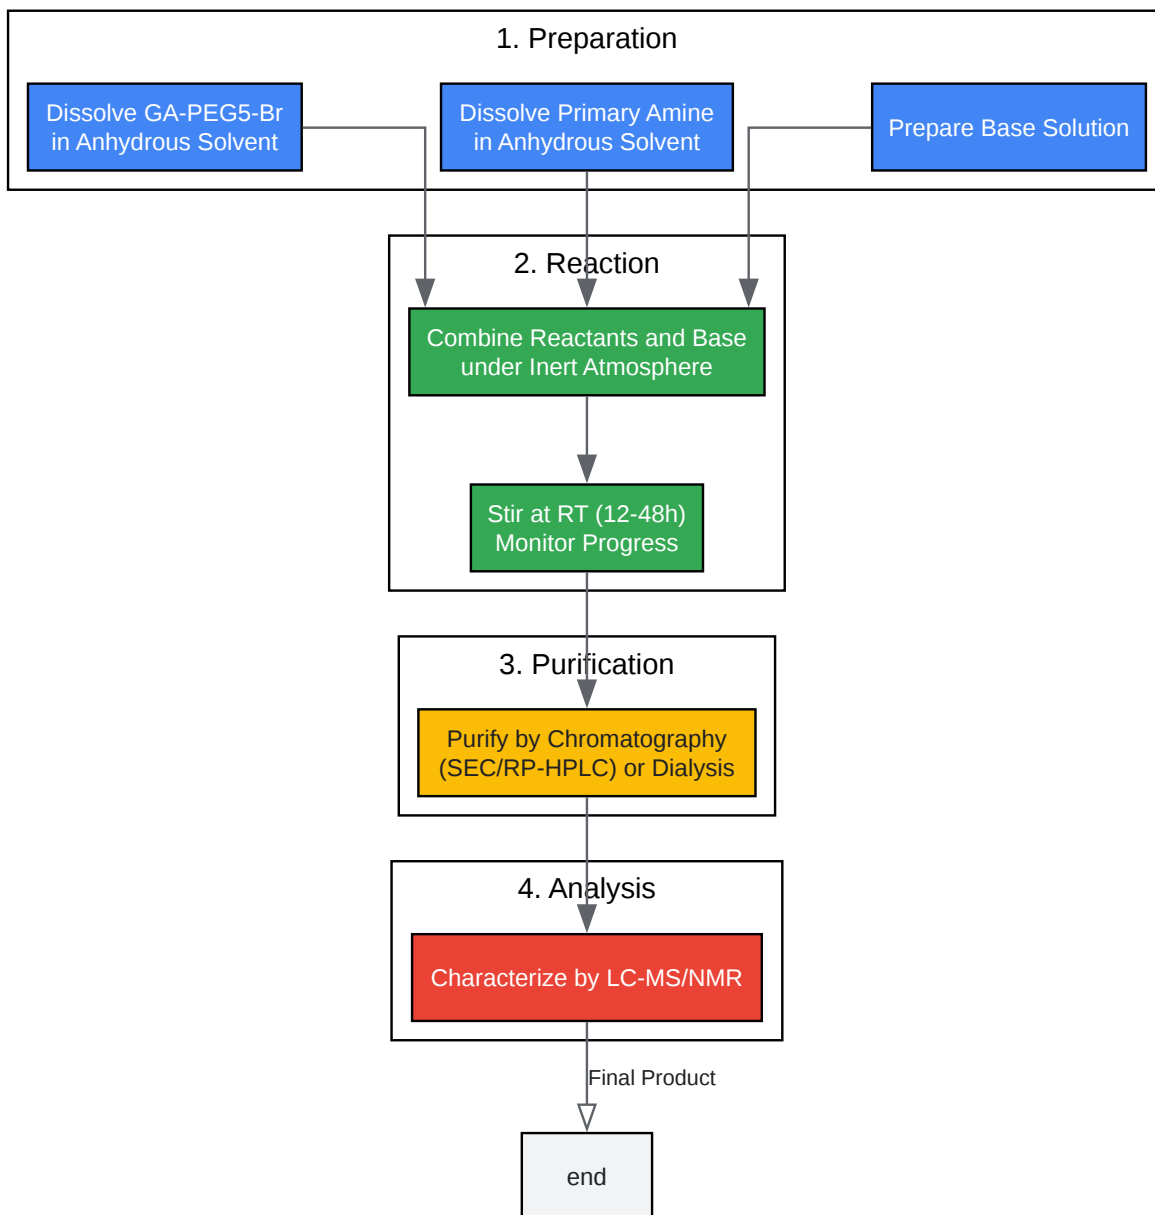 1. Preparation
Dissolve GA-PEG5-Br
in Anhydrous Solvent
Dissolve Primary Amine
in Anhydrous Solvent
Prepare Base Solution
2. Reaction
Combine Reactants and Base
under Inert Atmosphere
Stir at RT (12-48h)
Monitor Progress
3. Purification
Purify by Chromatography
(SEC/RP-HPLC) or Dialysis
4. Analysis
Characterize by LC-MS/NMR
Final Product
end